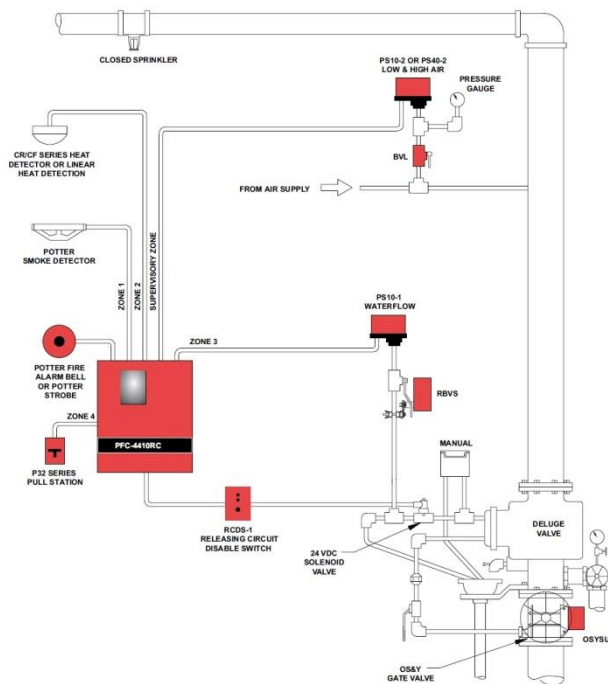 CLOSED SPRINKLER
PS10-2 OR PS40-2
LOW & HIGH AIR
PRESSURE
GAUGE
CR/CF SERIES HEAT
DETECTOR OR LINEAR
HEAT DETECTION
BVL
FROM AIR SUPPLY
POTTER
SMOKE DETECTOR
ZONE 1
ZONE 2
SUPERVISORY ZONE
PS10-1
WATERFLOW
ZONE 3
POTTER FIRE
ALARM BELL
OR POTTER
STROBE
RBVS
ZONE 4
PFC-4410RC
MANUAL
P32 SERIES
PULL STATION
RCDS-1
RELEASING CIRCUIT
DISABLE SWITCH
DELUGE
VALVE
24 VDC
SOLENOID
VALVE
OSYSU
OS&Y
GATE VALVE